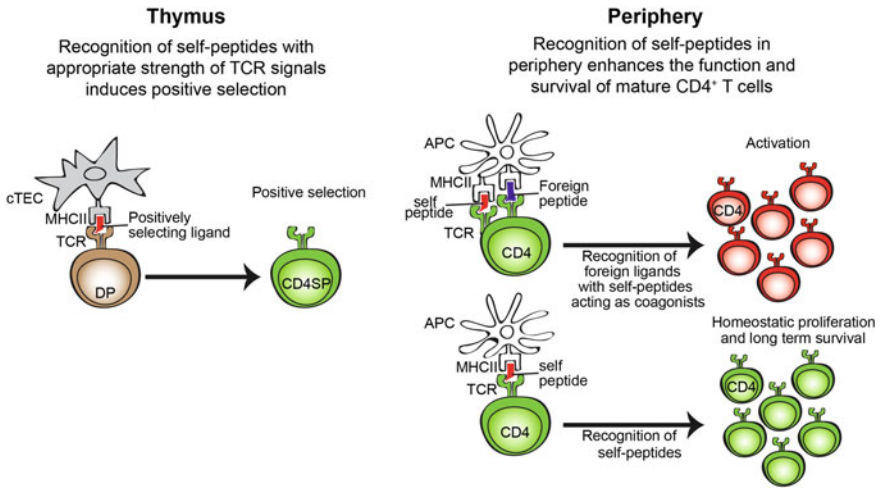 Thymus
Recognition of self-peptides with
appropriate strength of TCR signals
induces positive selection
cTEC
MHCII
Positively
selecting ligand
TCR
DP
Positive selection
CD4SP
Periphery
Recognition of self-peptides in
periphery enhances the function and
survival of mature CD4⁺ T cells
APC
MHCII
self
peptide
Foreign
peptide
TCR
CD4
Recognition of
foreign ligands
with self-peptides
acting as coagonists
Activation
CD4
APC
MHCII
self
peptide
TCR
CD4
Recognition of
self-peptides
Homeostatic proliferation
and long term survival
CD4